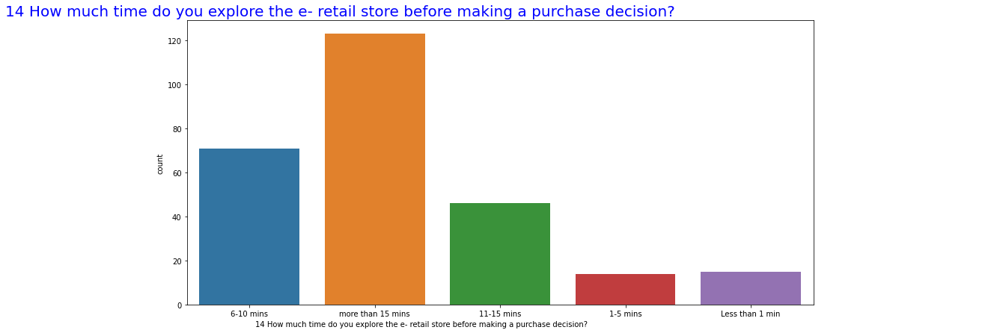 14 How much time do you explore the e- retail store before making a purchase decision?
120
100
80
60
40
20
0
count
6-10 mins
more than 15 mins
11-15 mins
1-5 mins
Less than 1 min
14 How much time do you explore the e- retail store before making a purchase decision?